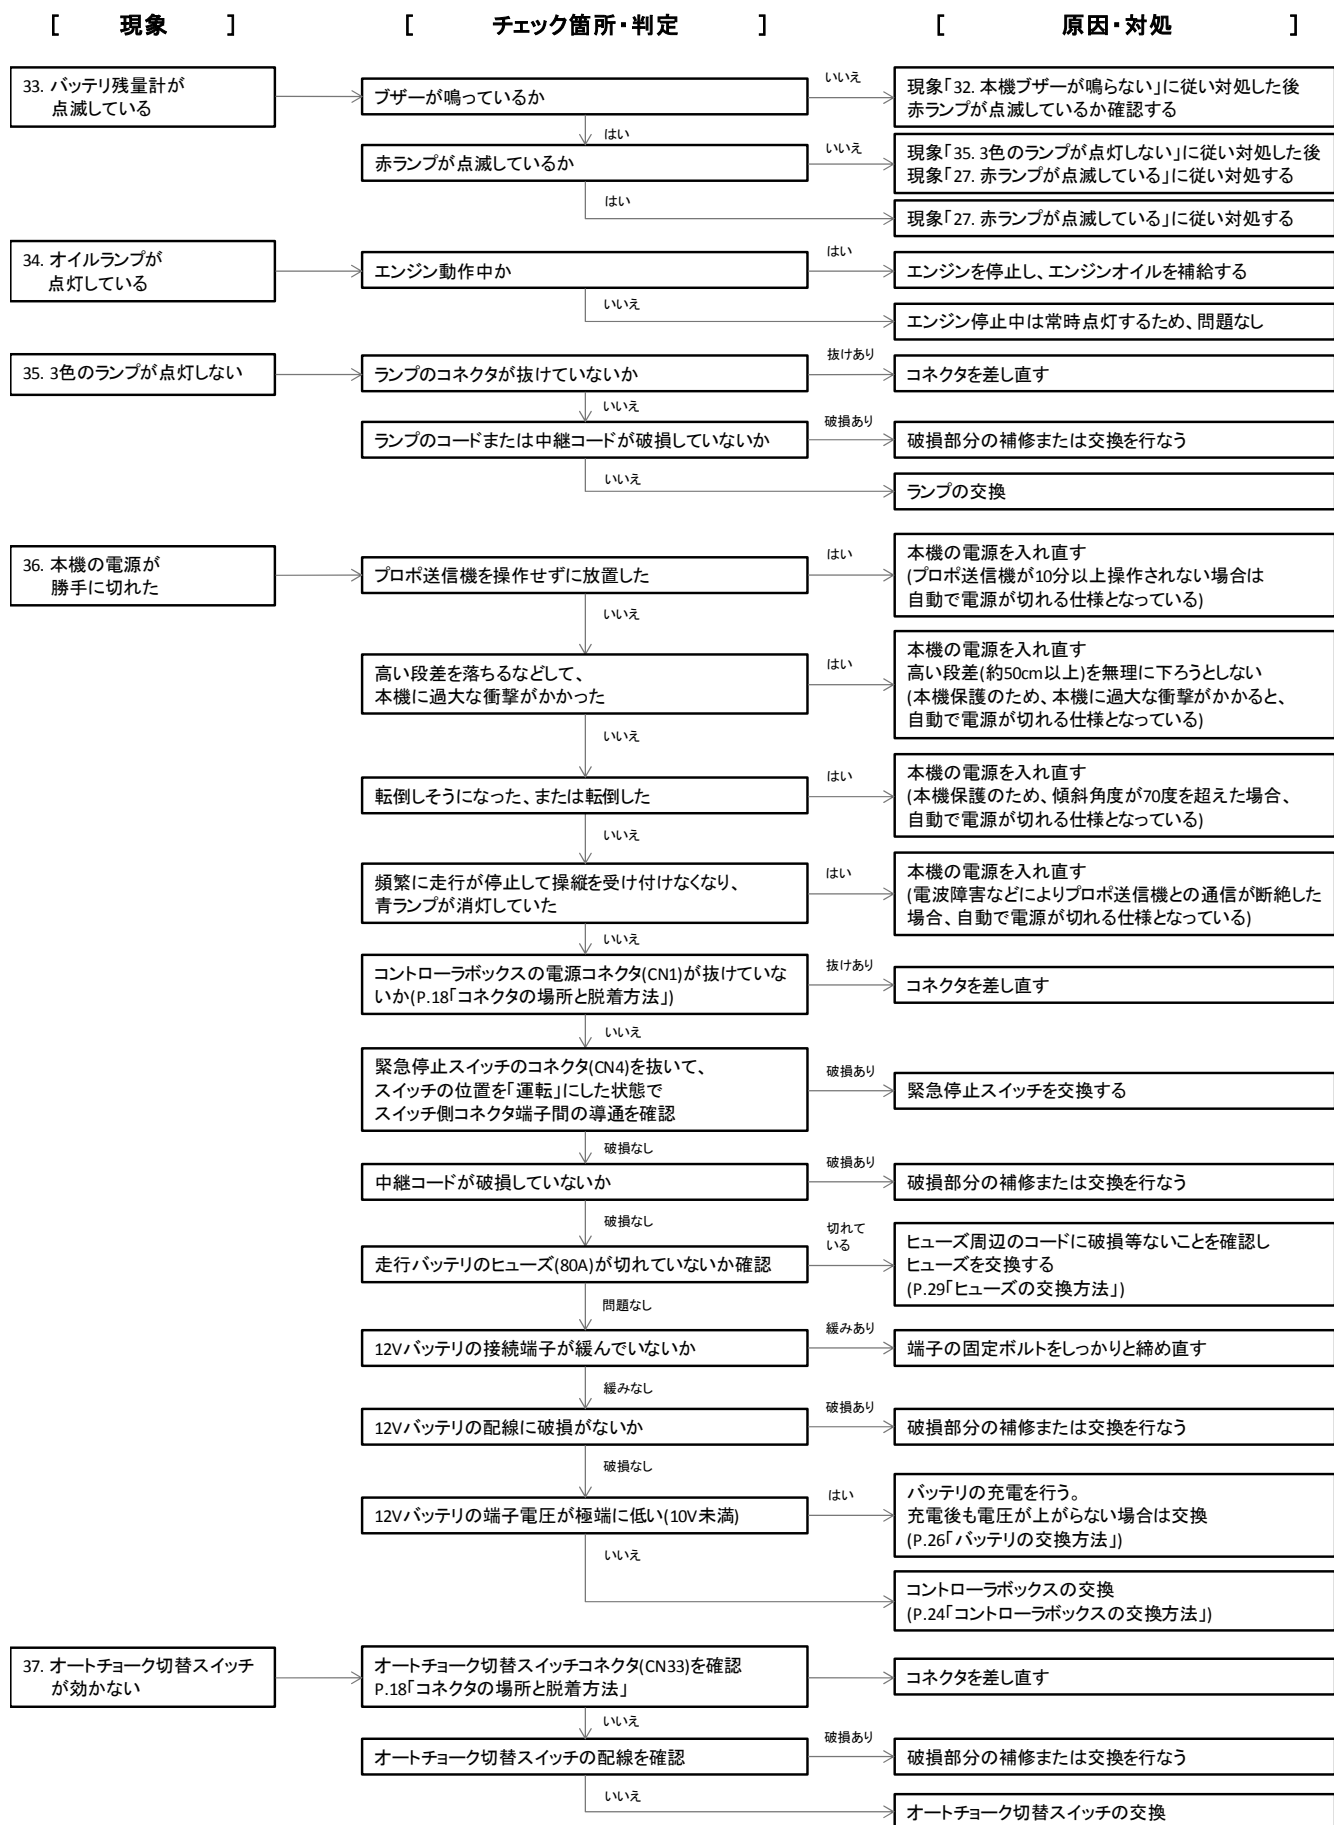 [ 現象 ]
[ チェック箇所・判定 ]
[ 原因・対処 ]
33. バッテリ残量計が
点滅している
ブザーが鳴っているか
いいえ
現象「32. 本機ブザーが鳴らない」に従い対処した後
赤ランプが点滅しているか確認する
はい
赤ランプが点滅しているか
いいえ
現象「35. 3色のランプが点灯しない」に従い対処した後
現象「27. 赤ランプが点滅している」に従い対処する
はい
現象「27. 赤ランプが点滅している」に従い対処する
34. オイルランプが
点灯している
エンジン動作中か
はい
エンジンを停止し、エンジンオイルを補給する
いいえ
エンジン停止中は常時点灯するため、問題なし
35. 3色のランプが点灯しない
ランプのコネクタが抜けていないか
抜けあり
コネクタを差し直す
いいえ
ランプのコードまたは中継コードが破損していないか
破損あり
破損部分の補修または交換を行なう
いいえ
ランプの交換
36. 本機の電源が
勝手に切れた
プロポ送信機を操作せずに放置した
はい
本機の電源を入れ直す
(プロポ送信機が10分以上操作されない場合は
自動で電源が切れる仕様となっている)
いいえ
高い段差を落ちるなどして、
本機に過大な衝撃がかかった
はい
本機の電源を入れ直す
高い段差(約50cm以上)を無理に下ろうとしない
(本機保護のため、本機に過大な衝撃がかかると、
自動で電源が切れる仕様となっている)
いいえ
転倒しそうになった、または転倒した
はい
本機の電源を入れ直す
(本機保護のため、傾斜角度が70度を超えた場合、
自動で電源が切れる仕様となっている)
いいえ
頻繁に走行が停止して操縦を受け付けなくなり、
青ランプが消灯していた
はい
本機の電源を入れ直す
(電波障害などによりプロポ送信機との通信が断絶した
場合、自動で電源が切れる仕様となっている)
いいえ
コントローラボックスの電源コネクタ(CN1)が抜けていな
いか(P.18「コネクタの場所と脱着方法」)
抜けあり
コネクタを差し直す
いいえ
緊急停止スイッチのコネクタ(CN4)を抜いて、
スイッチの位置を「運転」にした状態で
スイッチ側コネクタ端子間の導通を確認
破損あり
緊急停止スイッチを交換する
破損なし
中継コードが破損していないか
破損あり
破損部分の補修または交換を行なう
破損なし
走行バッテリのヒューズ(80A)が切れていないか確認
切れて
いる
ヒューズ周辺のコードに破損等ないことを確認し
ヒューズを交換する
(P.29「ヒューズの交換方法」)
問題なし
12Vバッテリの接続端子が緩んでいないか
緩みあり
端子の固定ボルトをしっかりと締め直す
緩みなし
12Vバッテリの配線に破損がないか
破損あり
破損部分の補修または交換を行なう
破損なし
12Vバッテリの端子電圧が極端に低い(10V未満)
はい
バッテリの充電を行う。
充電後も電圧が上がらない場合は交換
(P.26「バッテリの交換方法」)
いいえ
コントローラボックスの交換
(P.24「コントローラボックスの交換方法」)
37. オートチョーク切替スイッチ
が効かない
オートチョーク切替スイッチコネクタ(CN33)を確認
P.18「コネクタの場所と脱着方法」
コネクタを差し直す
いいえ
オートチョーク切替スイッチの配線を確認
破損あり
破損部分の補修または交換を行なう
いいえ
オートチョーク切替スイッチの交換